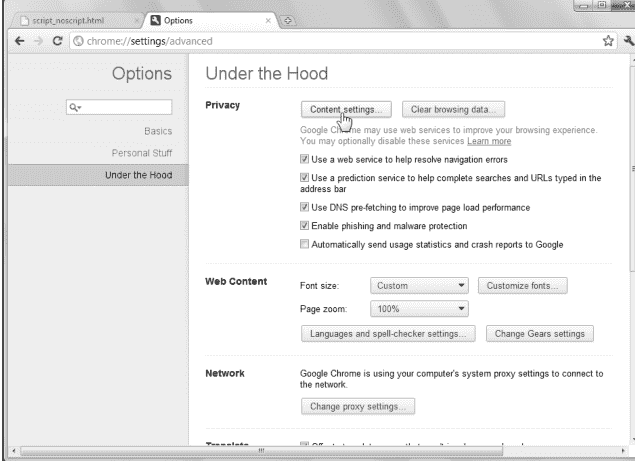 script_noscript.html
Options
chrome://settings/advanced
Options
Under the Hood
Basics
Personal Stuff
Under the Hood
Privacy
Content settings...
Clear browsing data...
Google Chrome may use web services to improve your browsing experience.
You may optionally disable these services Learn more
Use a web service to help resolve navigation errors
Use a prediction service to help complete searches and URLs typed in the
address bar
Use DNS pre-fetching to improve page load performance
Enable phishing and malware protection
Automatically send usage statistics and crash reports to Google
Web Content
Font size:
Custom
Customize fonts...
Page zoom:
100%
Languages and spell-checker settings...
Change Gears settings
Network
Google Chrome is using your computer's system proxy settings to connect to
the network.
Change proxy settings...
Translate